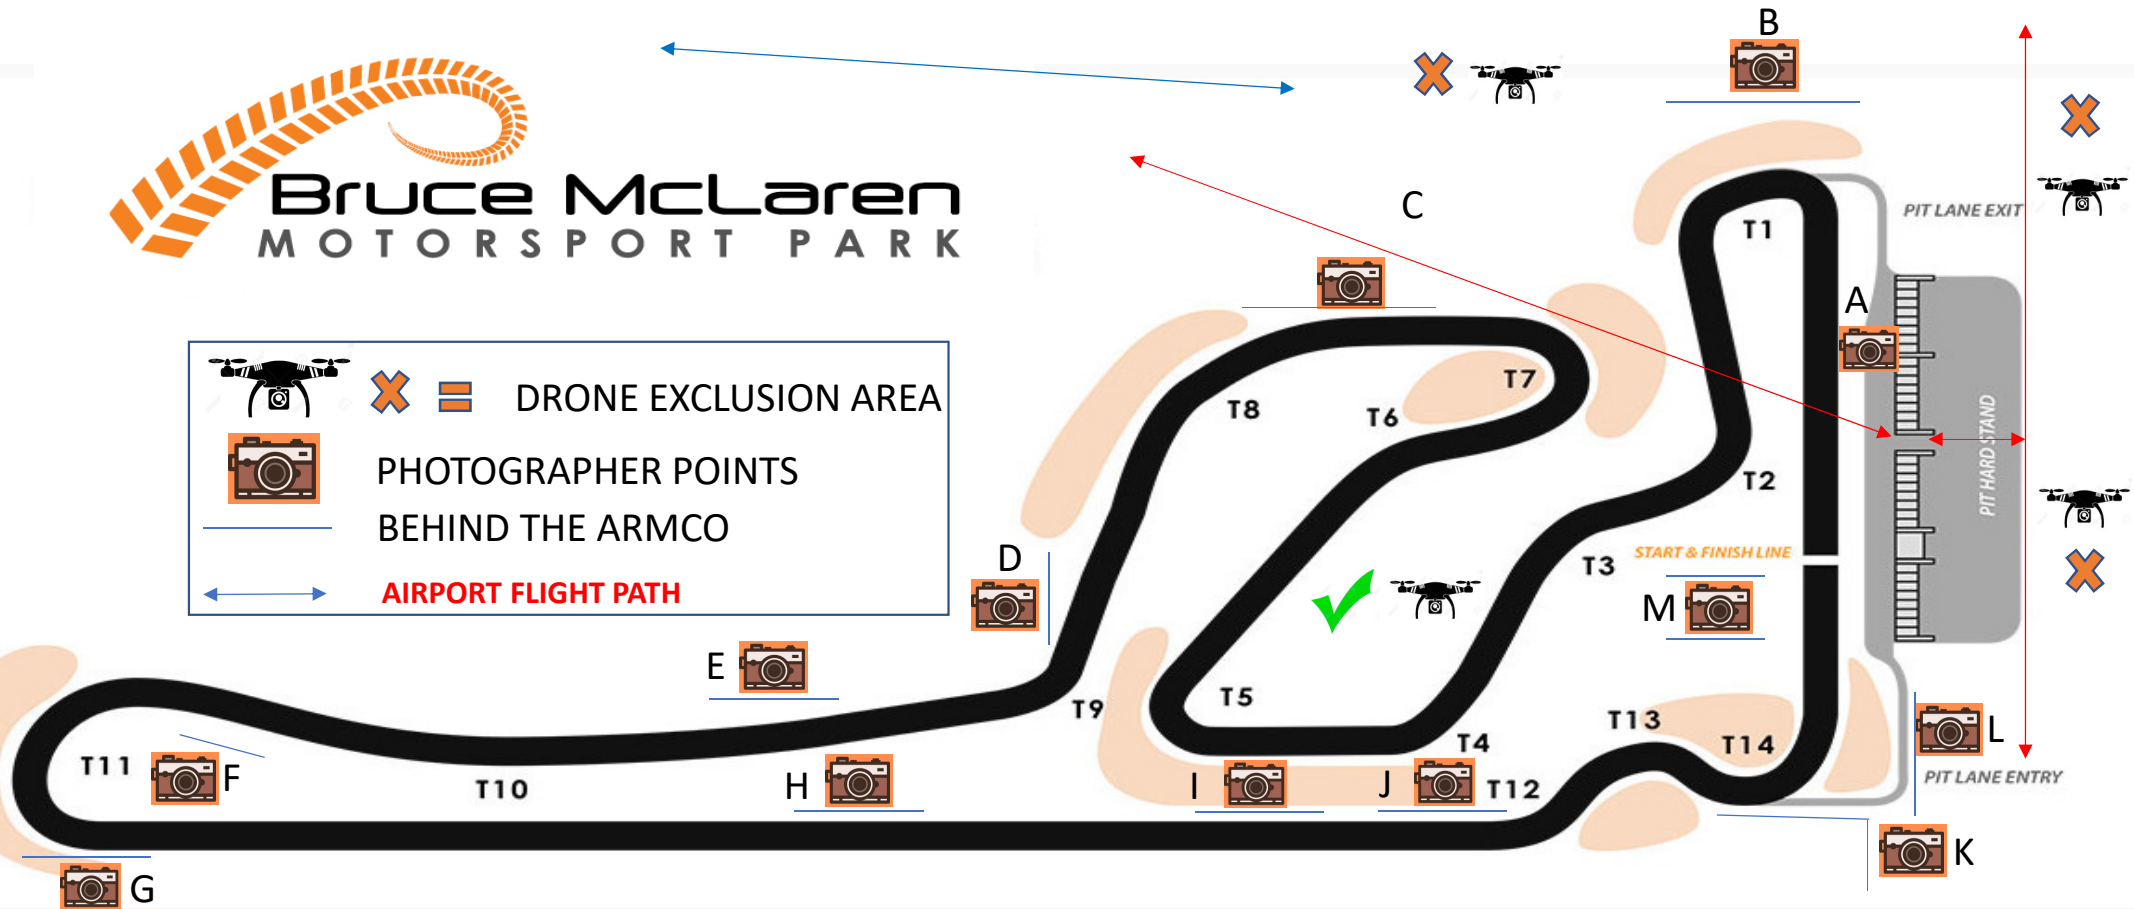 B
Bruce McLaren
MOTORSPORT PARK
C
PIT LANE EXIT
T1
A
DRONE EXCLUSION AREA
PHOTOGRAPHER POINTS
BEHIND THE ARMCO
AIRPORT FLIGHT PATH
T7
T8
T6
T2
PIT HARD STAND
START & FINISH LINE
T3
D
M
E
T5
T9
T13
T14
T4
L
T11
F
T10
H
I
J
T12
PIT LANE ENTRY
K
G